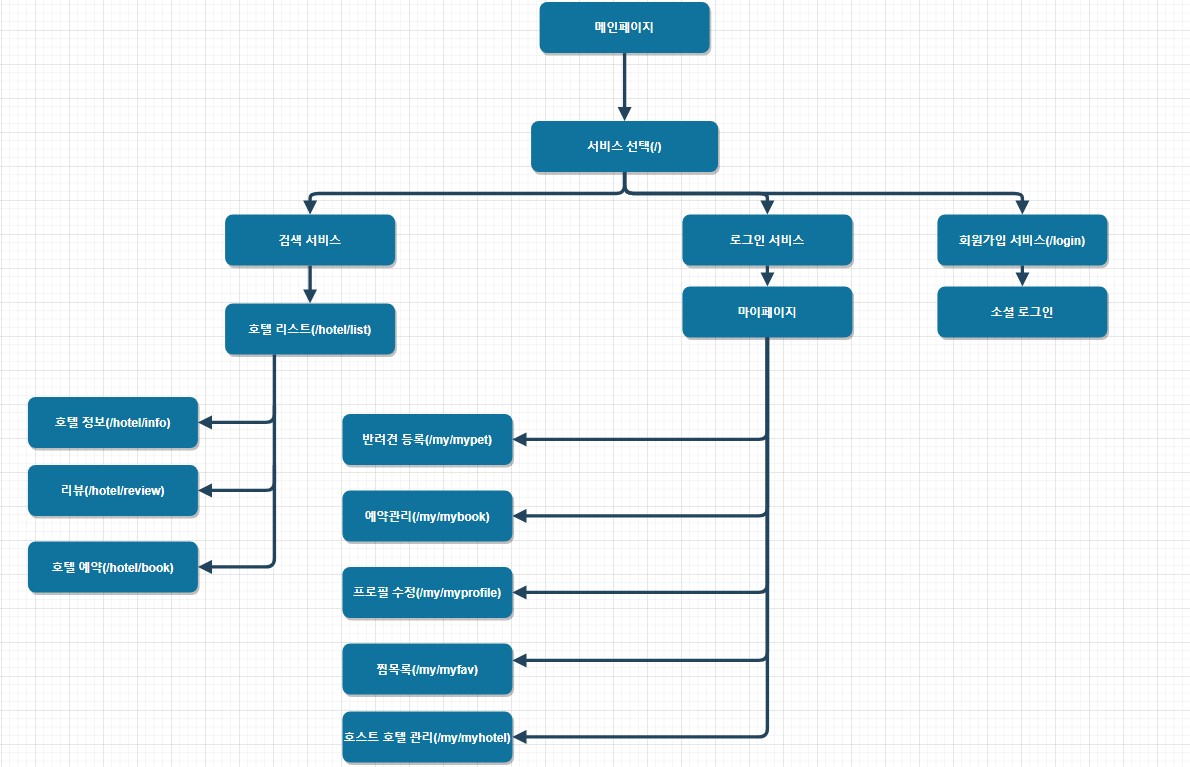 메인페이지
서비스 선택(/)
검색 서비스
로그인 서비스
회원가입 서비스(/login)
호텔 리스트(/hotel/list)
마이페이지
소셜 로그인
호텔 정보(/hotel/info)
리뷰(/hotel/review)
호텔 예약(/hotel/book)
반려견 등록(/my/mypet)
예약관리(/my/mybook)
프로필 수정(/my/myprofile)
찜목록(/my/myfav)
호스트 호텔 관리(/my/myhotel)